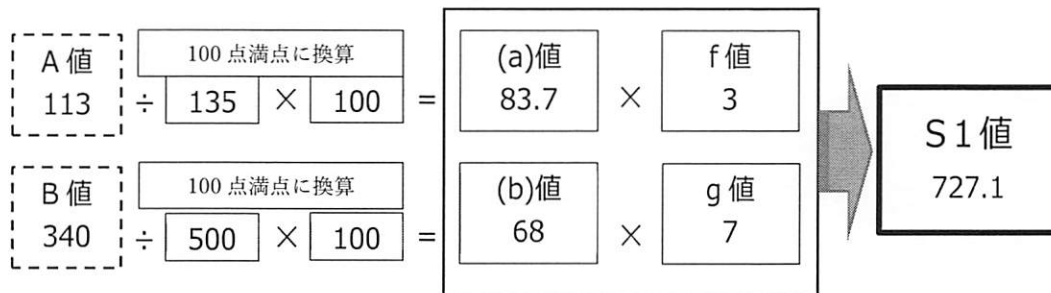 A値 100点満点に換算 (a)値 f値
113 ÷ 135 × 100 = 83.7 × 3
S1値
727.1
B値 100点満点に換算 (b)値 g値
340 ÷ 500 × 100 = 68 × 7